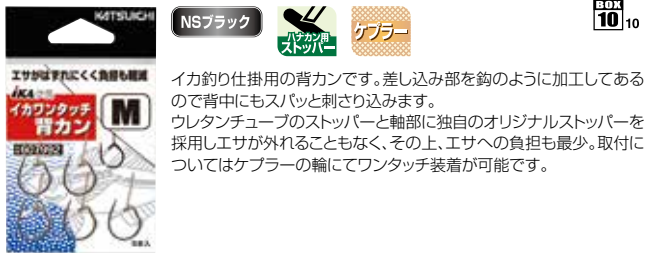 KATSUICHI
エサがはずれにくく負担も軽減
IKA
イカワンタッチ
背カン
M
NSブラック
ハナカン用
ストッパー
ケプラー
BOX
10 10
イカ釣り仕掛用の背カンです。差し込み部を鈎のように加工してある
ので背中にもスパッと刺さり込みます。
ウレタンチューブのストッパーと軸部に独自のオリジナルストッパーを
採用しエサが外れることもなく、その上、エサへの負担も最少。取付に
ついてはケプラーの輪にてワンタッチ装着が可能です。